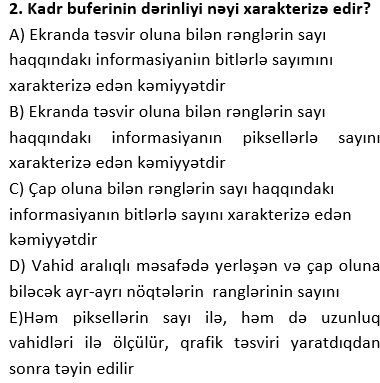 2. Kadr buferinin dərinliyi nəyi xarakterizə edir?
A) Ekranda təsvir oluna bilən rənglərin sayı
haqqındakı informasiyaniın bitlərlə sayımını
xarakterizə edən kəmiyyətdir
B) Ekranda təsvir oluna bilən rənglərin sayı
haqqındakı informasiyanın piksellərlə sayını
xarakterizə edən kəmiyyətdir
C) Çap oluna bilən rənglərin sayı haqqındakı
informasiyanın bitlərlə sayını xarakterizə edən
kəmiyyətdir
D) Vahid aralıqlı məsafədə yerləşən və çap oluna
biləcək ayr-ayrı nöqtələrin ranglərinin sayını
E)Həm piksellərin sayı ilə, həm də uzunluq
vahidləri ilə ölçülür, qrafik təsviri yaratdıqdan
sonra təyin edilir